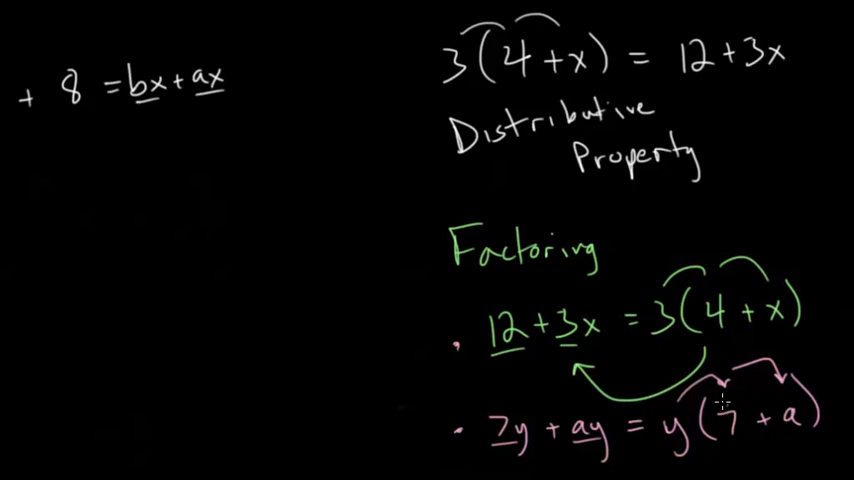 + 8 = bx + ax
3(4 + x) = 12 + 3x
Distributive
Property
Factoring
• 12 + 3x = 3(4 + x)
• 7y + ay = y(7 + a)